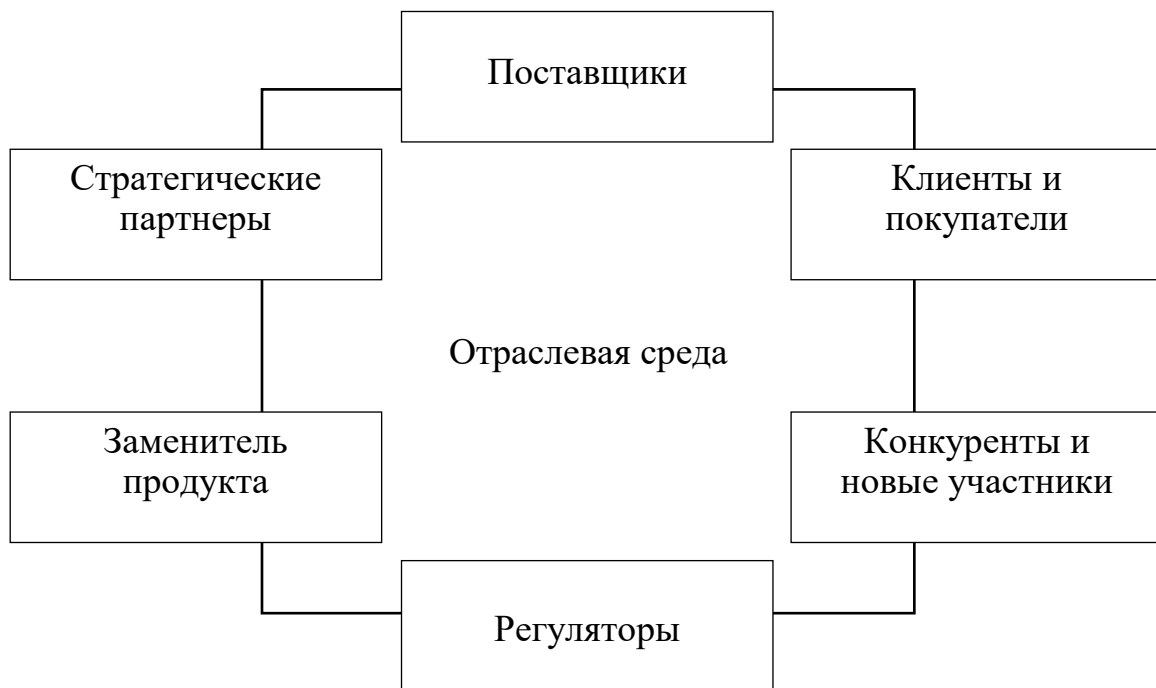 Поставщики
Стратегические
партнеры
Клиенты и
покупатели
Отраслевая среда
Заменитель
продукта
Конкуренты и
новые участники
Регуляторы